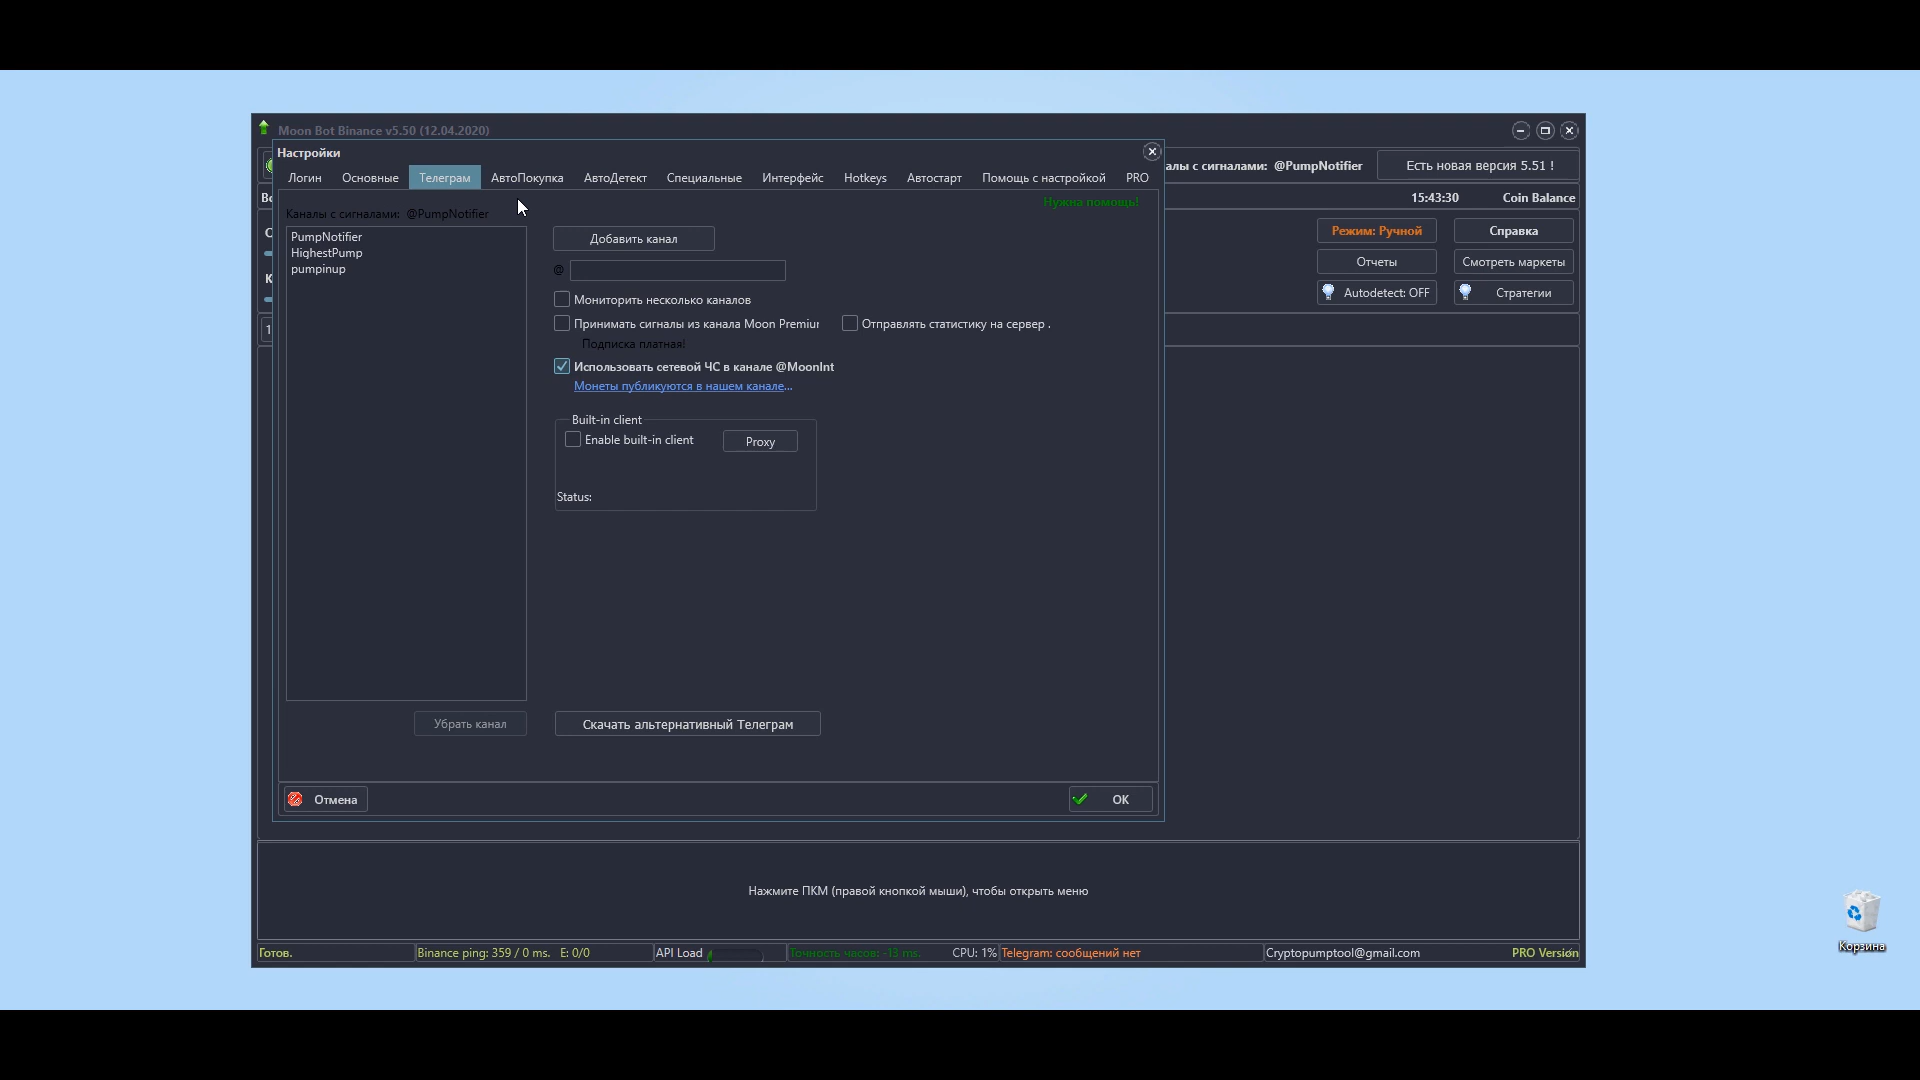 Moon Bot Binance v5.50 (12.04.2020)
Настройки
Логин Основные Телеграм АвтоПокупка АвтоДетект Специальные Интерфейс Hotkeys Автостарт Помощь с настройкой PRO
алы с сигналами: @PumpNotifier Есть новая версия 5.51 !
15:43:30 Coin Balance
Нужна помощь!
Каналы с сигналами: @PumpNotifier
PumpNotifier
HighestPump
pumpinup
Добавить канал
@
Мониторить несколько каналов
Принимать сигналы из канала Moon Premiu
Отправлять статистику на сервер .
Подписка платная!
Использовать сетевой ЧС в канале @MoonInt
Монеты публикуются в нашем канале...
Built-in client
Enable built-in client Proxy
Status:
Убрать канал Скачать альтернативный Телеграм
Отмена OK
Режим: Ручной Справка
Отчеты Смотреть маркеты
Autodetect: OFF Стратегии
Нажмите ПКМ (правой кнопкой мыши), чтобы открыть меню
Готов. Binance ping: 359 / 0 ms. E: 0/0 API Load Точность часов: -13 ms. CPU: 1% Telegram: сообщений нет Cryptopumptool@gmail.com PRO Version
Корзина